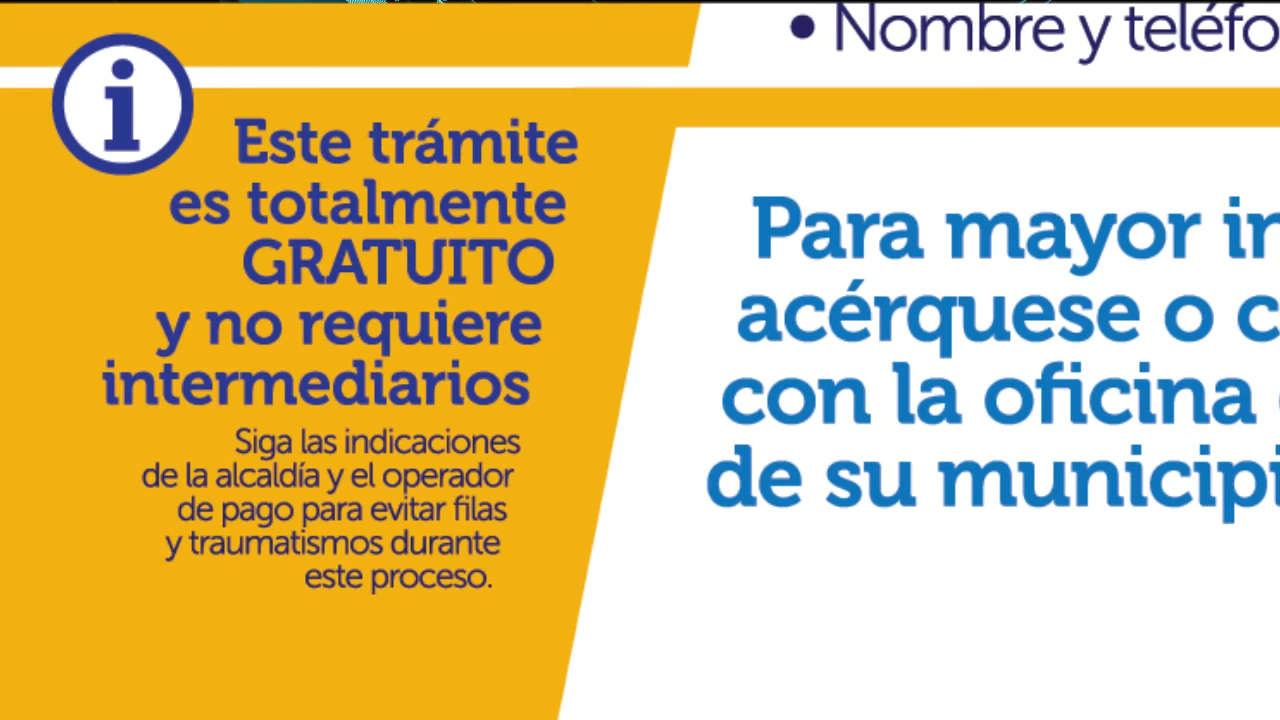 • Nombre y
i
Este trámite
es totalmente
GRATUITO
y no requiere
intermediarios
Siga las indicaciones
de la alcaldía y el operador
de pago para evitar filas
y traumatismos durante
este proceso.
Para mayor
acérquese o
con la oficina
de su